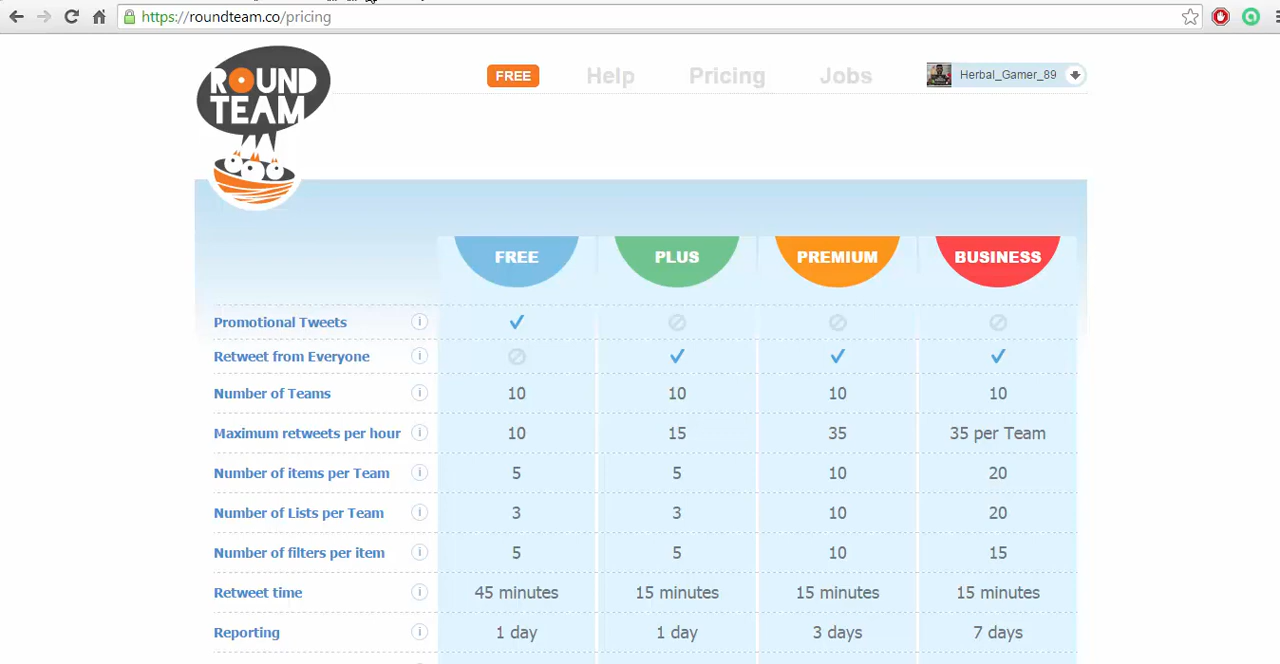 https://roundteam.co/pricing
ROUND
TEAM
FREE Help Pricing Jobs Herbal_Gamer_89
FREE PLUS PREMIUM BUSINESS
Promotional Tweets i
Retweet from Everyone i
Number of Teams i 10 10 10 10
Maximum retweets per hour i 10 15 35 35 per Team
Number of items per Team i 5 5 10 20
Number of Lists per Team i 3 3 10 20
Number of filters per item i 5 5 10 15
Retweet time i 45 minutes 15 minutes 15 minutes 15 minutes
Reporting i 1 day 1 day 3 days 7 days